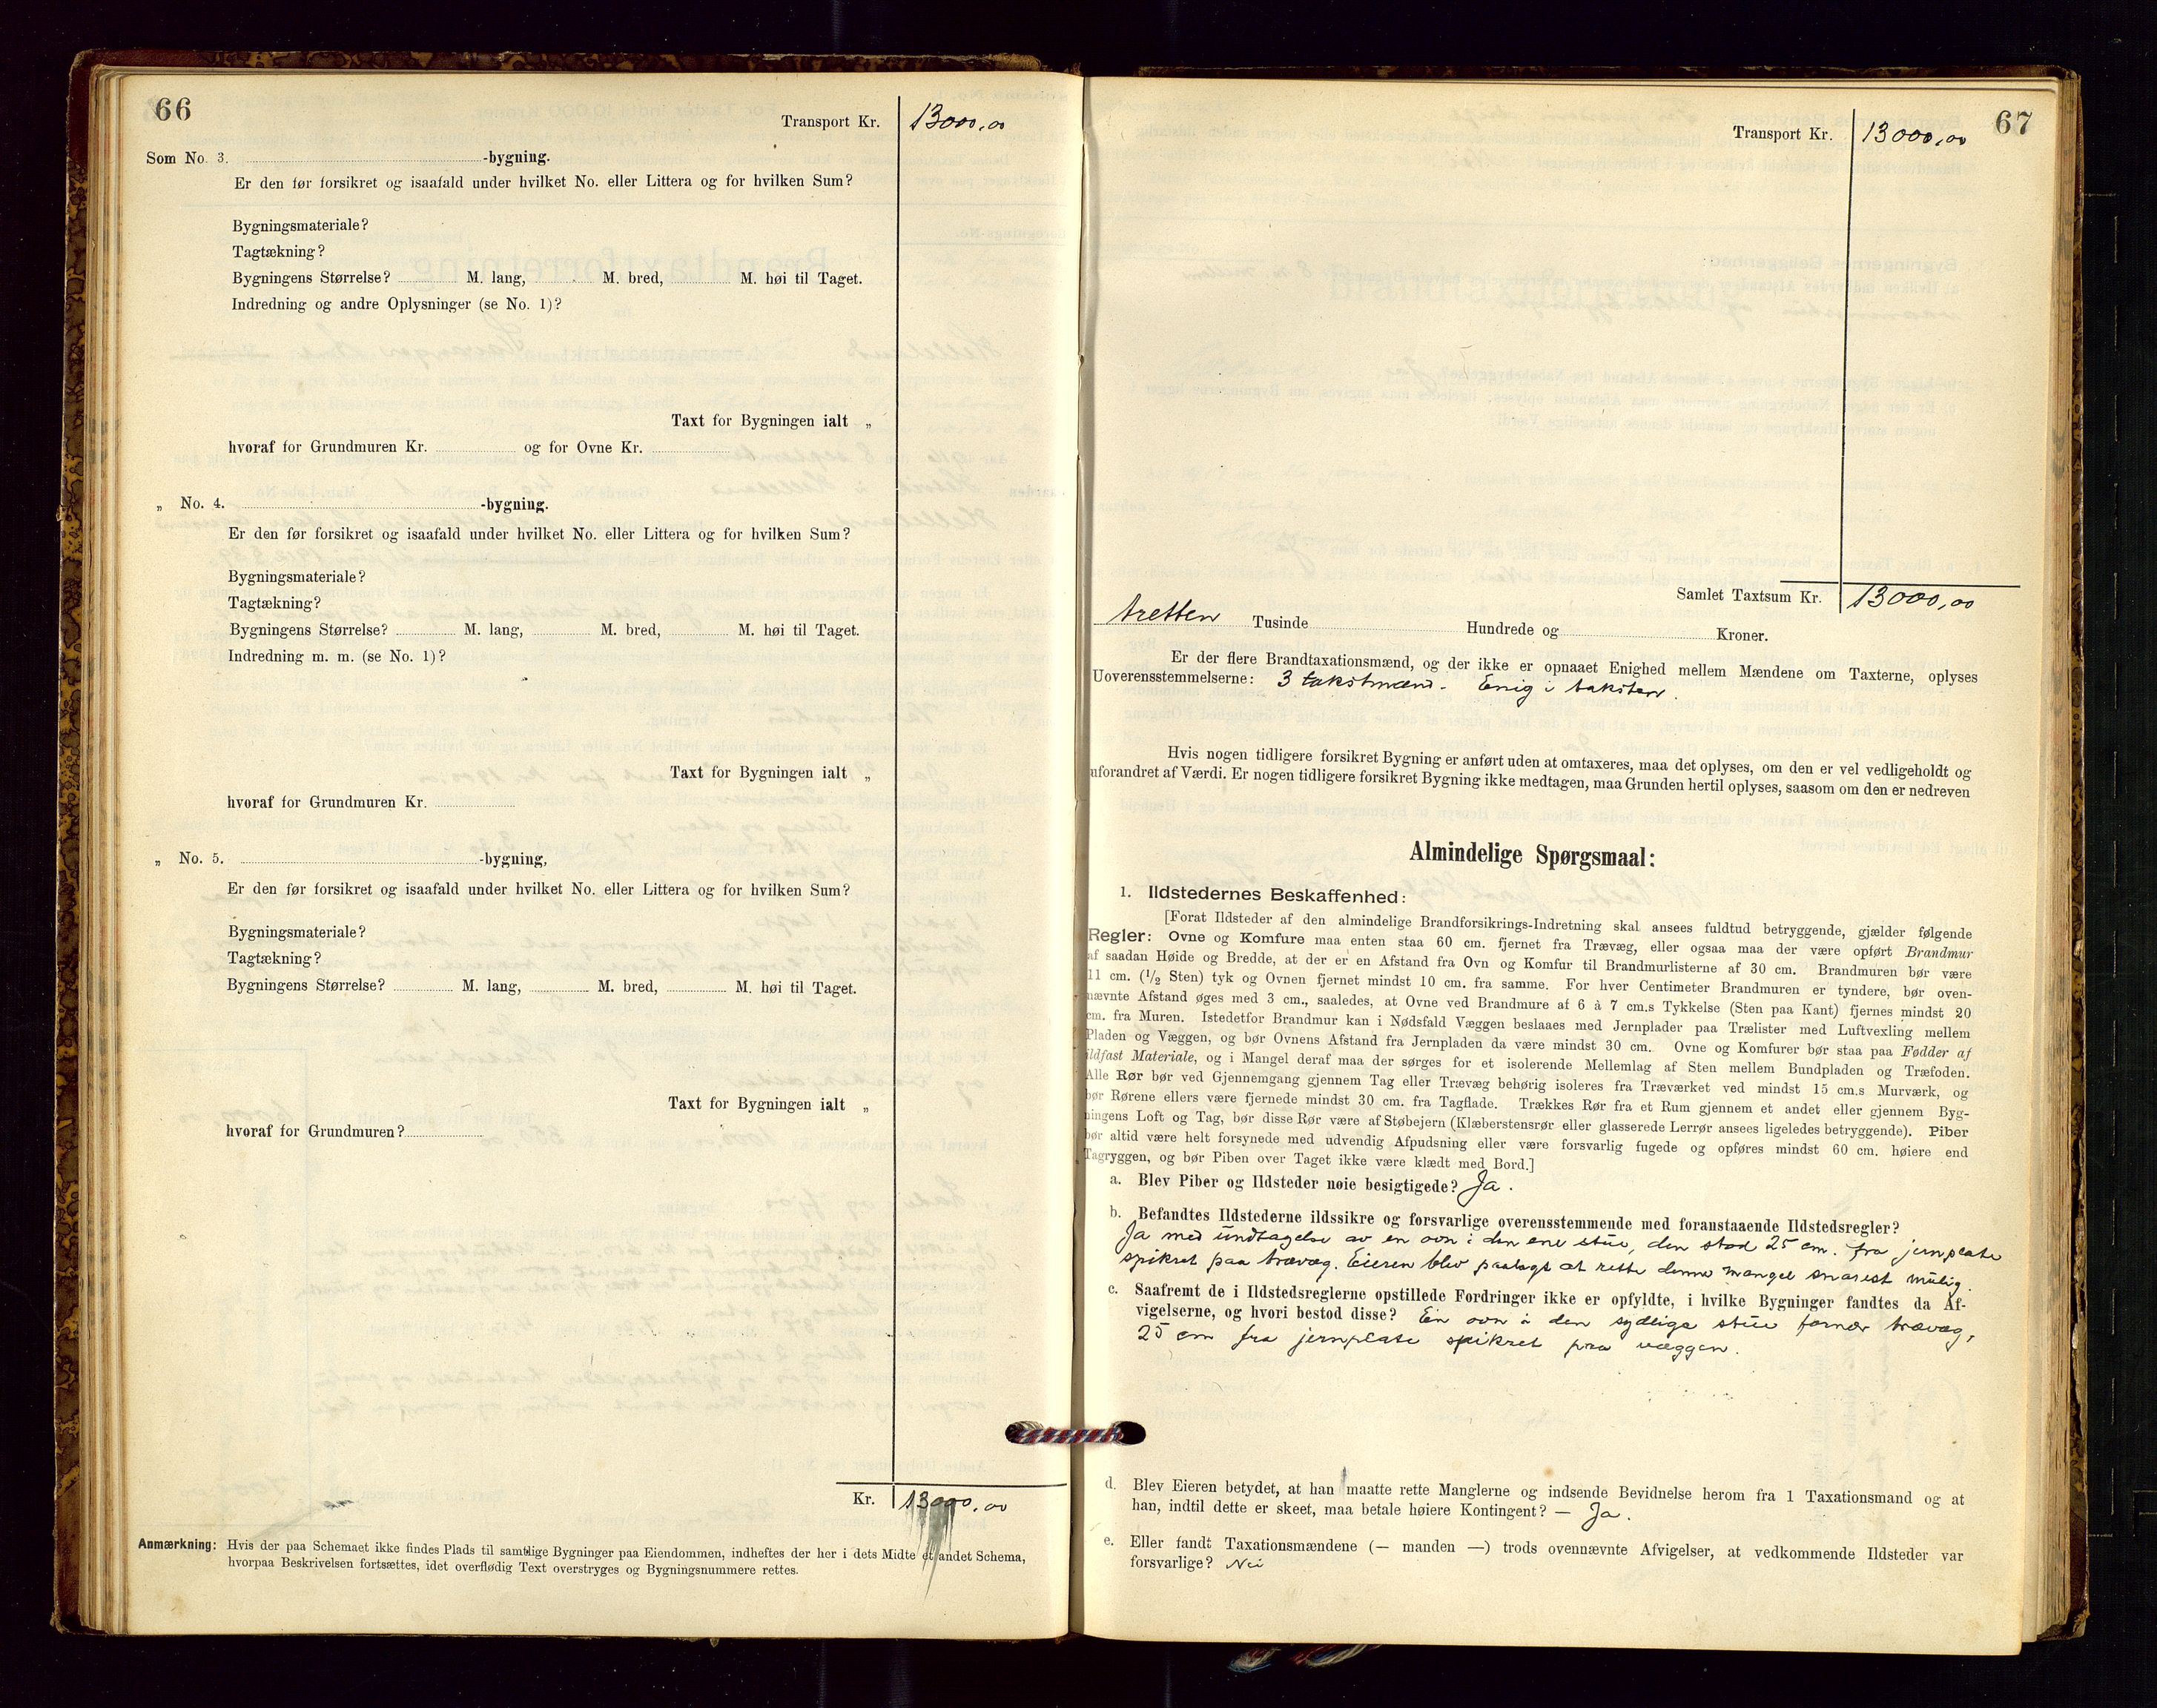 66
Transport Kr. 13000,00
Som No. 3. -bygning.
Er den før forsikret og isaafald under hvilket No. eller Littera og for hvilken Sum?
Bygningsmateriale?
Tagtækning?
Bygningens Størrelse? M. lang, M. bred, M. høi til Taget.
Indredning og andre Oplysninger (se No. 1)?
Taxt for Bygningen ialt „
hvoraf for Grundmuren Kr. og for Ovne Kr.
„ No. 4. -bygning.
Er den før forsikret og isaafald under hvilket No. eller Littera og for hvilken Sum?
Bygningsmateriale?
Tagtækning?
Bygningens Størrelse? M. lang, M. bred, M. høi til Taget.
Indredning m. m. (se No. 1)?
Taxt for Bygningen ialt „
hvoraf for Grundmuren Kr.
„ No. 5. -bygning,
Er den før forsikret og isaafald under hvilket No. eller Littera og for hvilken Sum?
Bygningsmateriale?
Tagtækning?
Bygningens Størrelse? M. lang, M. bred, M. høi til Taget.
Taxt for Bygningen ialt „
hvoraf for Grundmuren?
Kr. 13000,00
Anmærkning: Hvis der paa Schemaet ikke findes Plads til samtlige Bygninger paa Eiendommen, indheftes der her i dets Midte et andet Schema,
hvorpaa Beskrivelsen fortsættes, idet overflødig Text overstryges og Bygningsnummere rettes.
67
Transport Kr. 13000,00
Samlet Taxtsum Kr. 13000,00
tretten Tusinde Hundrede og Kroner.
Er der flere Brandtaxationsmænd, og der ikke er opnaaet Enighed mellem Mændene om Taxterne, oplyses
Uoverensstemmelserne: 3 takstmænd. Enig i taksten.
Hvis nogen tidligere forsikret Bygning er anført uden at omtaxeres, maa det oplyses, om den er vel vedligeholdt og
uforandret af Værdi. Er nogen tidligere forsikret Bygning ikke medtagen, maa Grunden hertil oplyses, saasom om den er nedreven
Almindelige Spørgsmaal:
1. Ildstedernes Beskaffenhed:
[Forat Ildsteder af den almindelige Brandforsikrings-Indretning skal ansees fuldtud betryggende, gjælder følgende
Regler: Ovne og Komfure maa enten staa 60 cm. fjernet fra Trævæg, eller ogsaa maa der være opført Brandmur
af saadan Høide og Bredde, at der er en Afstand fra Ovn og Komfur til Brandmurlisterne af 30 cm. Brandmuren bør være
11 cm. (1/2 Sten) tyk og Ovnen fjernet mindst 10 cm. fra samme. For hver Centimeter Brandmuren er tyndere, bør oven-
nævnte Afstand øges med 3 cm., saaledes, at Ovne ved Brandmure af 6 à 7 cm.s Tykkelse (Sten paa Kant) fjernes mindst 20
cm. fra Muren. Istedetfor Brandmur kan i Nødsfald Væggen beslaaes med Jernplader paa Trælister med Luftvexling mellem
Pladen og Væggen, og bør Ovnens Afstand fra Jernpladen da være mindst 30 cm. Ovne og Komfurer bør staa paa Fødder af
ildfast Materiale, og i Mangel deraf maa der sørges for et isolerende Mellemlag af Sten mellem Bundpladen og Træfoden.
Alle Rør bør ved Gjennemgang gjennem Tag eller Trævæg behørig isoleres fra Træværket ved mindst 15 cm.s Murværk, og
bør Rørene ellers være fjernede mindst 30 cm. fra Tagflade. Trækkes Rør fra et Rum gjennem et andet eller gjennem Byg-
ningens Loft og Tag, bør disse Rør være af Støbejern (Klæberstensrør eller glasserede Lerrør ansees ligeledes betryggende). Piber
bør altid være helt forsynede med udvendig Afpudsning eller være forsvarlig fugede og opføres mindst 60 cm. høiere end
Tagryggen, og bør Piben over Taget ikke være klædt med Bord.]
a. Blev Piber og Ildsteder nøie besigtigede? Ja.
b. Befandtes Ildstederne ildssikre og forsvarlige overensstemmende med foranstaaende Ildstedsregler?
Ja med undtagelse av en ovn i den ene stue, den stod 25 cm. fra jernplate
spikret paa trævæg. Eieren blev paalagt at rette denne mangel snarest mulig.
c. Saafremt de i Ildstedsreglerne opstillede Fordringer ikke er opfyldte, i hvilke Bygninger fandtes da Af-
vigelserne, og hvori bestod disse? En ovn i den sydlige stue fornær trævæg,
25 cm fra jernplate spikret paa væggen.
d. Blev Eieren betydet, at han maatte rette Manglerne og indsende Bevidnelse herom fra 1 Taxationsmand og at
han, indtil dette er skeet, maa betale høiere Kontingent? — Ja.
e. Eller fandt Taxationsmændene (— manden —) trods ovennævnte Afvigelser, at vedkommende Ildsteder var
forsvarlige? Nei